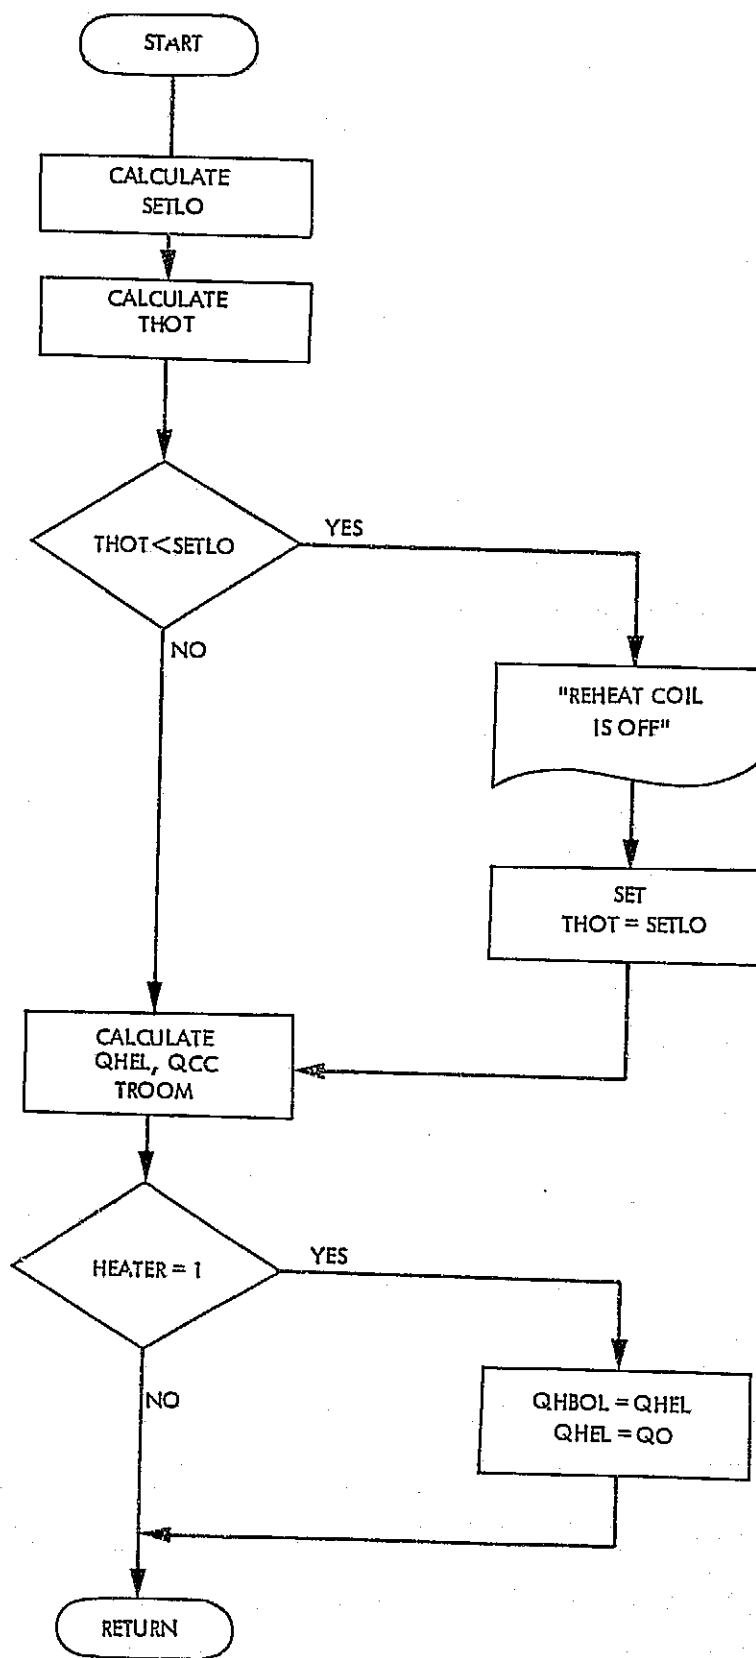 START
CALCULATE
SETLO
CALCULATE
THOT
THOT<SETLO
YES
NO
"REHEAT COIL
IS OFF"
SET
THOT = SETLO
CALCULATE
QHEL, QCC
TROOM
HEATER = 1
YES
NO
QHBOL = QHEL
QHEL = QO
RETURN